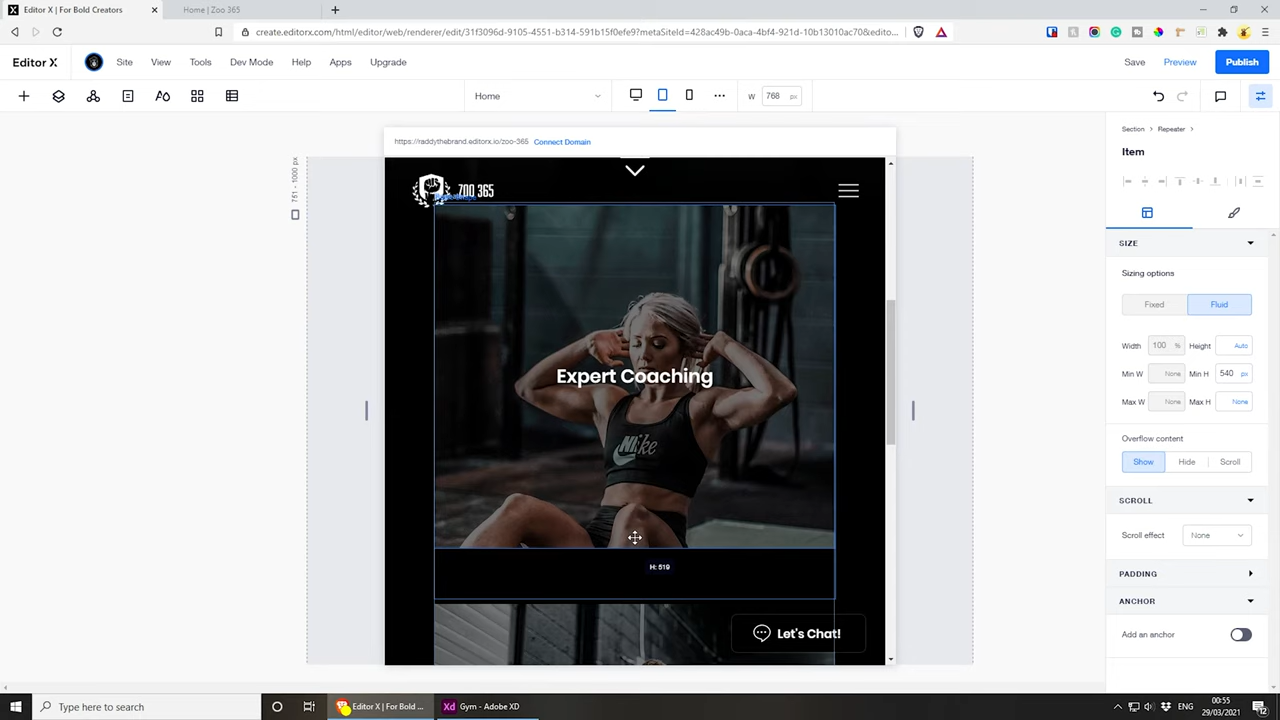 Editor X | For Bold Creators
Home | Zoo 365
create.editorx.com/html/editor/web/renderer/edit/31f3096d-9105-4551-b314-591b15f0efe9?metaSiteId=428ac49b-0aca-4bf4-921d-10b13010ac70&edito...
Editor X
Site
View
Tools
Dev Mode
Help
Apps
Upgrade
Save
Preview
Publish
Home
W 768 px
https://raddythebrand.editorx.io/zoo-365 Connect Domain
751 - 1000 px
ZOO 365
Expert Coaching
Nike
H: 519
Let's Chat!
Section
Repeater
Item
SIZE
Sizing options
Fixed
Fluid
Width 100 % Height Auto
Min W None Min H 540 px
Max W None Max H None
Overflow content
Show
Hide
Scroll
SCROLL
Scroll effect None
PADDING
ANCHOR
Add an anchor
Type here to search
Editor X | For Bold ...
Gym - Adobe XD
ENG
00:55
29/03/2021
12